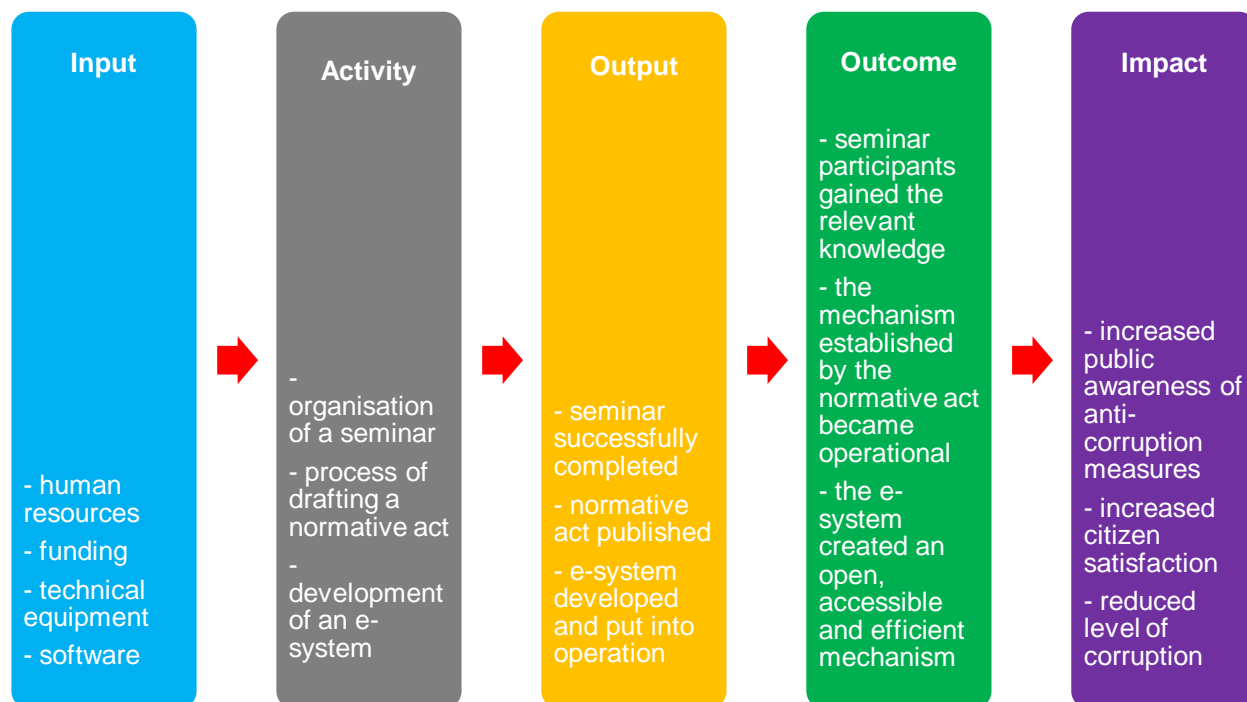 Input
- human
resources
- funding
- technical
equipment
- software
Activity
-
organisation
of a seminar
- process of
drafting a
normative act
-
development
of an e-
system
Output
- seminar
successfully
completed
- normative
act published
- e-system
developed
and put into
operation
Outcome
- seminar
participants
gained the
relevant
knowledge
- the
mechanism
established
by the
normative act
became
operational
- the e-
system
created an
open,
accessible
and efficient
mechanism
Impact
- increased
public
awareness of
anti-
corruption
measures
- increased
citizen
satisfaction
- reduced
level of
corruption